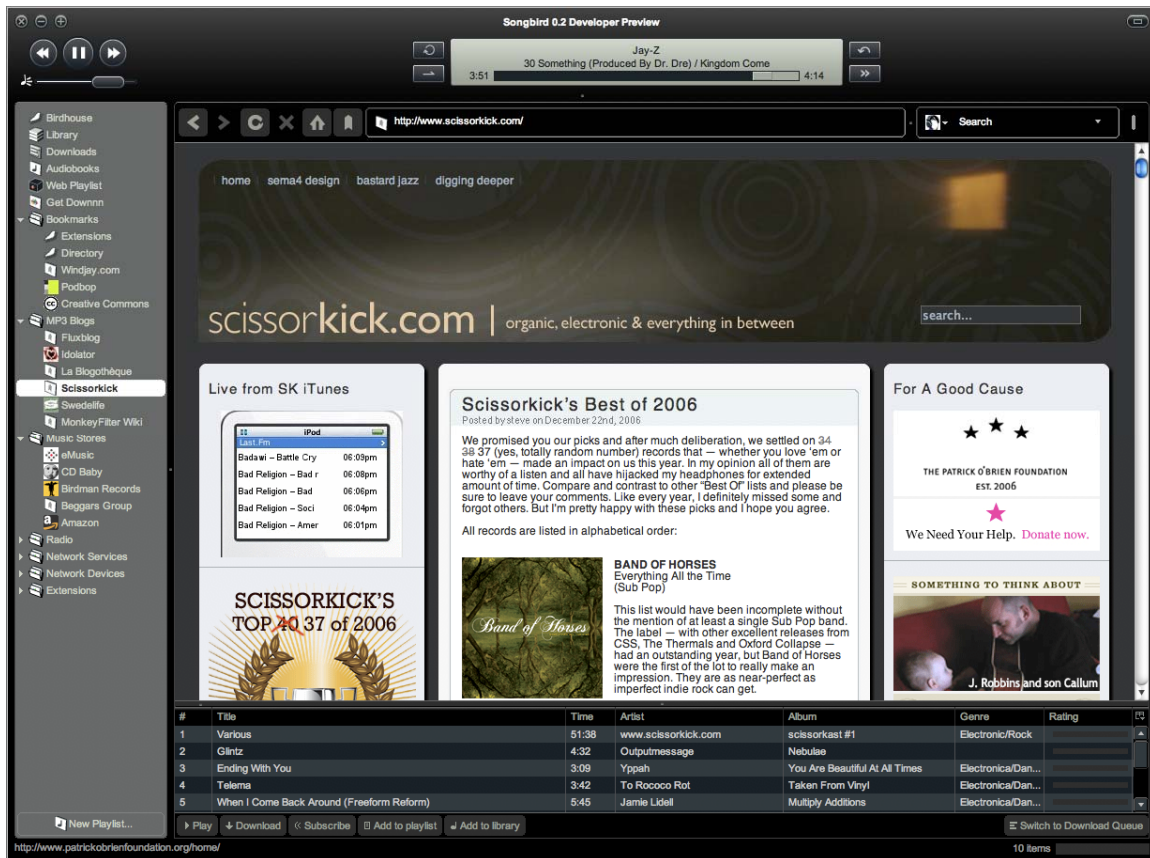 Songbird 0.2 Developer Preview
Jay-Z
30 Something (Produced By Dr. Dre) / Kingdom Come
3:51 4:14
Birdhouse
Library
Downloads
Audiobooks
Web Playlist
Get Downnn
Bookmarks
Extensions
Directory
Windjay.com
Podbop
Creative Commons
MP3 Blogs
Fluxblog
Idolator
La Blogothèque
Scissorkick
Swedelife
MonkeyFilter Wiki
Music Stores
eMusic
CD Baby
Birdman Records
Beggars Group
Amazon
Radio
Network Services
Network Devices
Extensions
New Playlist...
http://www.scissorkick.com/
Search
home sema4 design bastard jazz digging deeper
scissorkick.com | organic, electronic & everything in between
search...
Live from SK iTunes
iPod
Last.Fm >
Badawi – Battle Cry 06:09pm
Bad Religion – Bad r 06:08pm
Bad Religion – Bad 06:06pm
Bad Religion – Soci 06:04pm
Bad Religion – Amer 06:01pm
SCISSORKICK'S
TOP 40 37 of 2006
Scissorkick's Best of 2006
Posted by steve on December 22nd, 2006
We promised you our picks and after much deliberation, we settled on 34
38 37 (yes, totally random number) records that — whether you love 'em or
hate 'em — made an impact on us this year. In my opinion all of them are
worthy of a listen and all have hijacked my headphones for extended
amount of time. Compare and contrast to other “Best Of” lists and please be
sure to leave your comments. Like every year, I definitely missed some and
forgot others. But I'm pretty happy with these picks and I hope you agree.
All records are listed in alphabetical order:
Band of Horses
BAND OF HORSES
Everything All the Time
(Sub Pop)
This list would have been incomplete without
the mention of at least a single Sub Pop band.
The label — with other excellent releases from
CSS, The Thermals and Oxford Collapse —
had an outstanding year, but Band of Horses
were the first of the lot to really make an
impression. They are as near-perfect as
imperfect indie rock can get.
For A Good Cause
THE PATRICK O'BRIEN FOUNDATION
EST. 2006
We Need Your Help. Donate now.
SOMETHING TO THINK ABOUT
J. Robbins and son Callum
# Title Time Artist Album Genre Rating
1 Various 51:38 www.scissorkick.com scissorkast #1 Electronic/Rock
2 Glintz 4:32 Outputmessage Nebulae
3 Ending With You 3:09 Yppah You Are Beautiful At All Times Electronica/Dan...
4 Telema 3:42 To Rococo Rot Taken From Vinyl Electronica/Dan...
5 When I Come Back Around (Freeform Reform) 5:45 Jamie Lidell Multiply Additions Electronica/Dan...
Play Download Subscribe Add to playlist Add to library Switch to Download Queue
http://www.patrickobrienfoundation.org/home/ 10 items